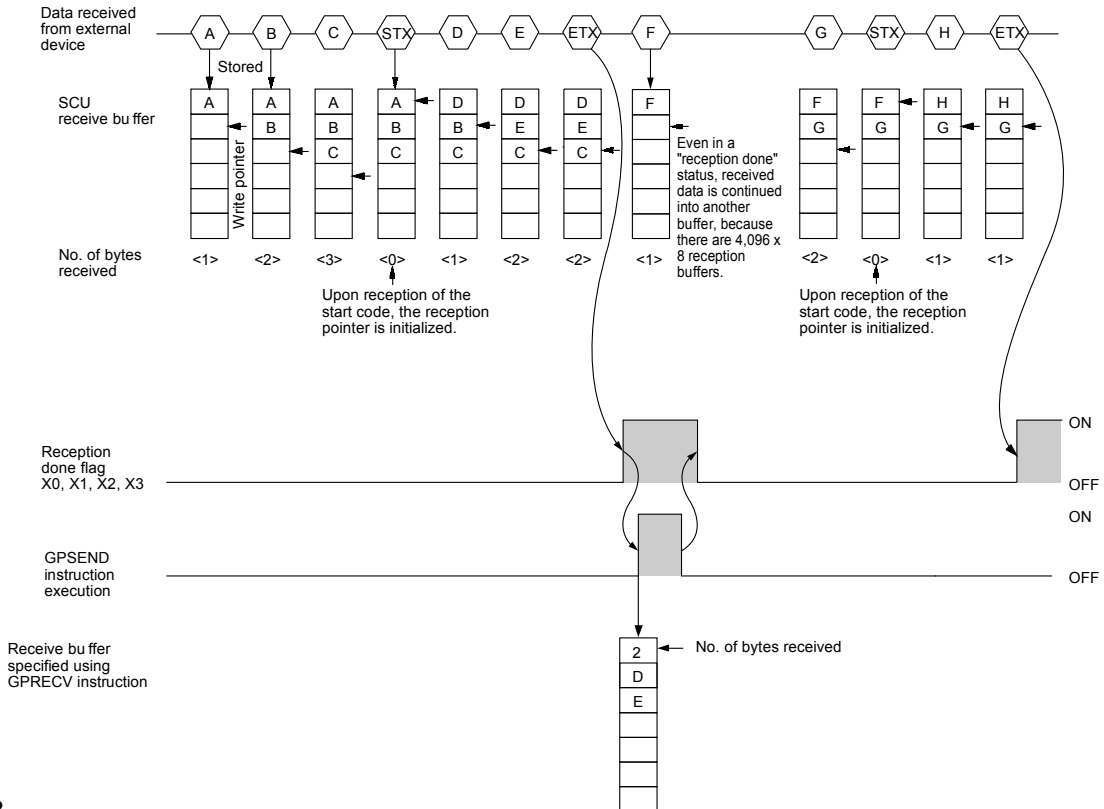 Data received
from external
device
A B C STX D E ETX F G STX H ETX
Stored
SCU
receive bu ffer
A A A A D D D F F F H H
B B B B E E G G G G
C C C C C
Write pointer
Even in a
"reception done"
status, received
data is continued
into another
buffer, because
there are 4,096 x
8 reception
buffers.
No. of bytes
received
<1> <2> <3> <0> <1> <2> <2> <1> <2> <0> <1> <1>
Upon reception of the
start code, the reception
pointer is initialized.
Upon reception of the
start code, the reception
pointer is initialized.
Reception
done flag
X0, X1, X2, X3
ON
OFF
GPSEND
instruction
execution
ON
OFF
Receive bu ffer
specified using
GPRECV instruction
2
D
E
No. of bytes received